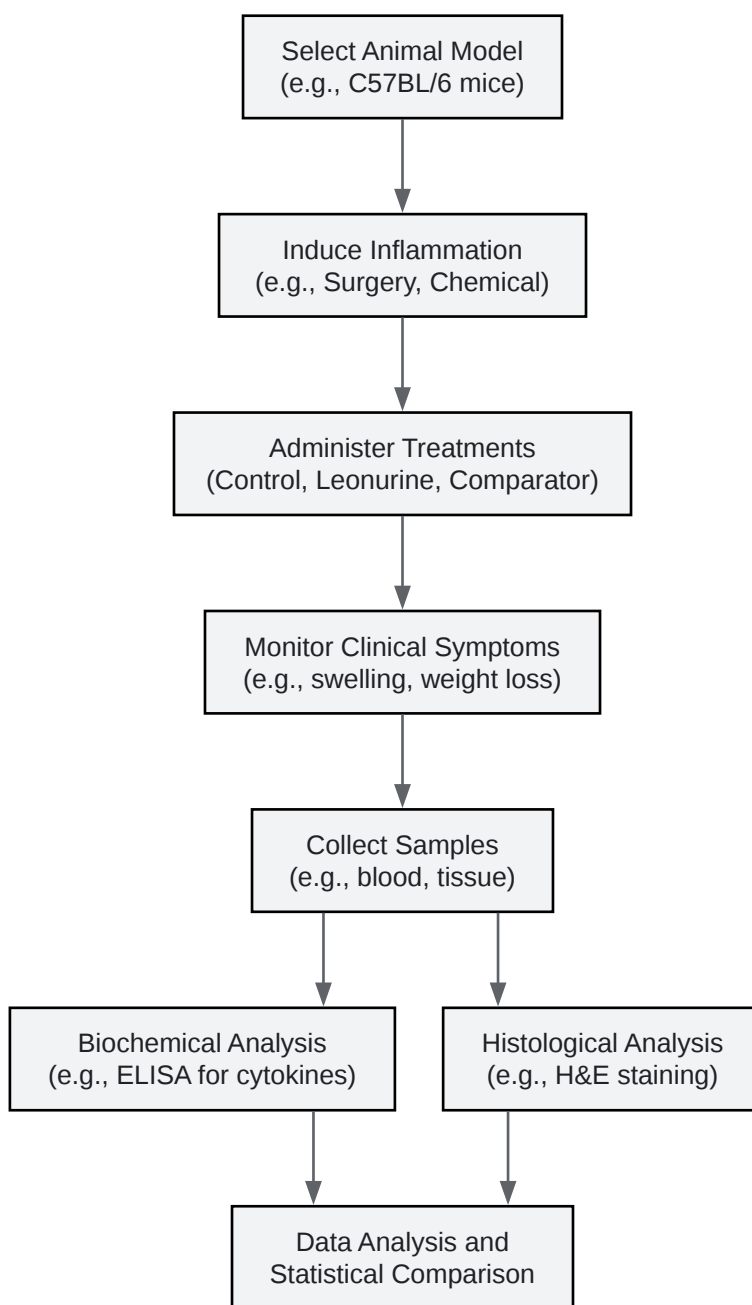 Select Animal Model
(e.g., C57BL/6 mice)
Induce Inflammation
(e.g., Surgery, Chemical)
Administer Treatments
(Control, Leonurine, Comparator)
Monitor Clinical Symptoms
(e.g., swelling, weight loss)
Collect Samples
(e.g., blood, tissue)
Biochemical Analysis
(e.g., ELISA for cytokines)
Histological Analysis
(e.g., H&E staining)
Data Analysis and
Statistical Comparison